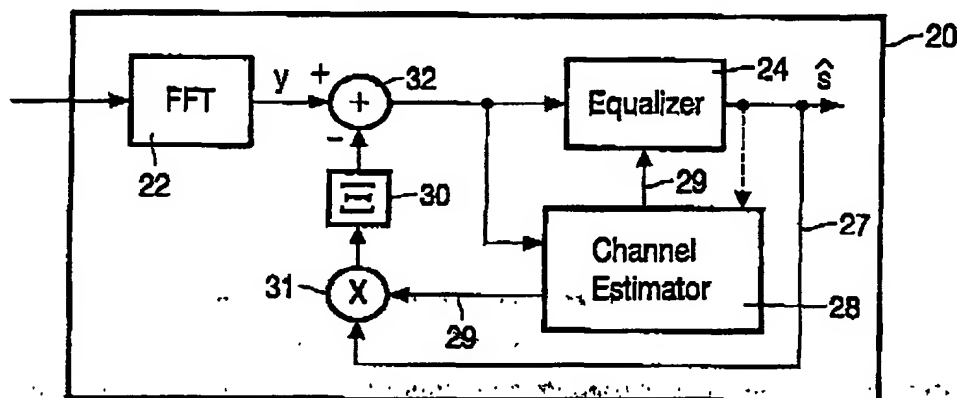 20
FFT
22
y
+
+
32
-
Equalizer
24
ŝ
29
27
Ξ
30
Channel
Estimator
28
X
31
29